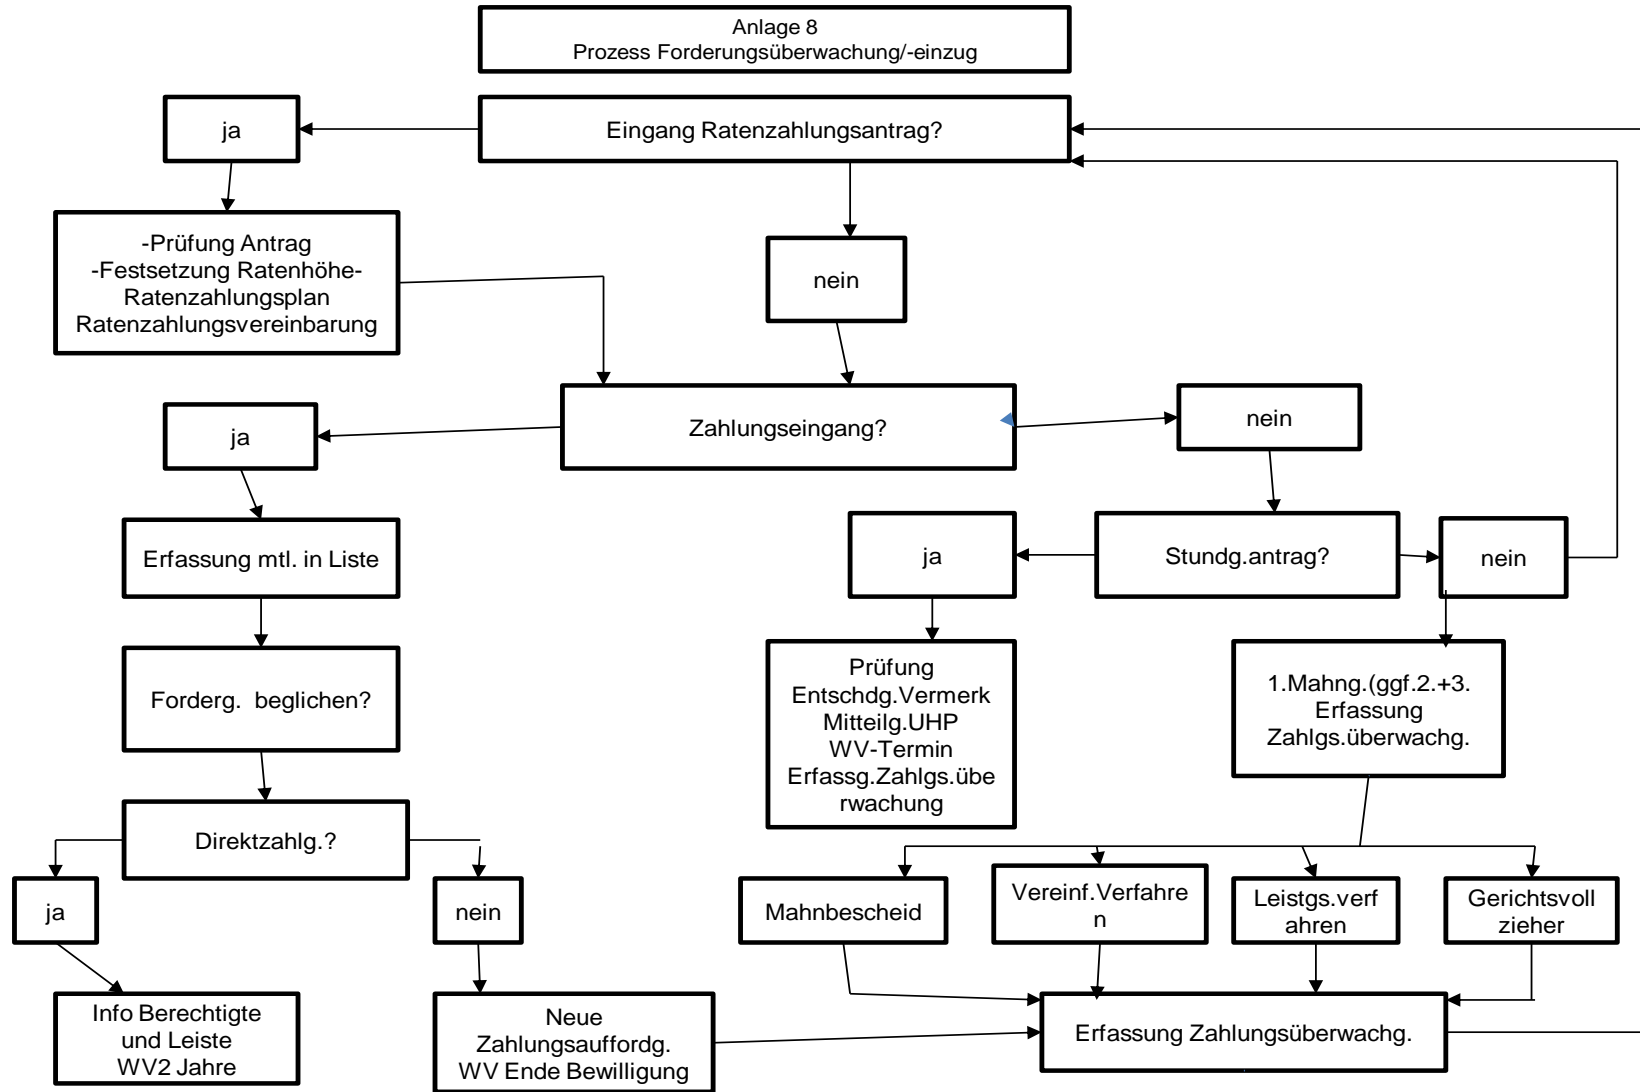 Anlage 8
Prozess Forderungsüberwachung/-einzug
ja
Eingang Ratenzahlungsantrag?
-Prüfung Antrag
-Festsetzung Ratenhöhe-
Ratenzahlungsplan
Ratenzahlungsvereinbarung
nein
ja
Zahlungseingang?
nein
Erfassung mtl. in Liste
ja
Stundg.antrag?
nein
Forderg.  beglichen?
Prüfung
Entschdg.Vermerk
Mitteilg.UHP
WV-Termin
Erfassg.Zahlgs.übe
rwachung
1.Mahng.(ggf.2.+3.
Erfassung
Zahlgs.überwachg.
Direktzahlg.?
ja
nein
Mahnbescheid
Vereinf.Verfahre
n
Leistgs.verf
ahren
Gerichtsvoll
zieher
Info Berechtigte
und Leiste
WV2 Jahre
Neue
Zahlungsauffordg.
WV Ende Bewilligung
Erfassung Zahlungsüberwachg.